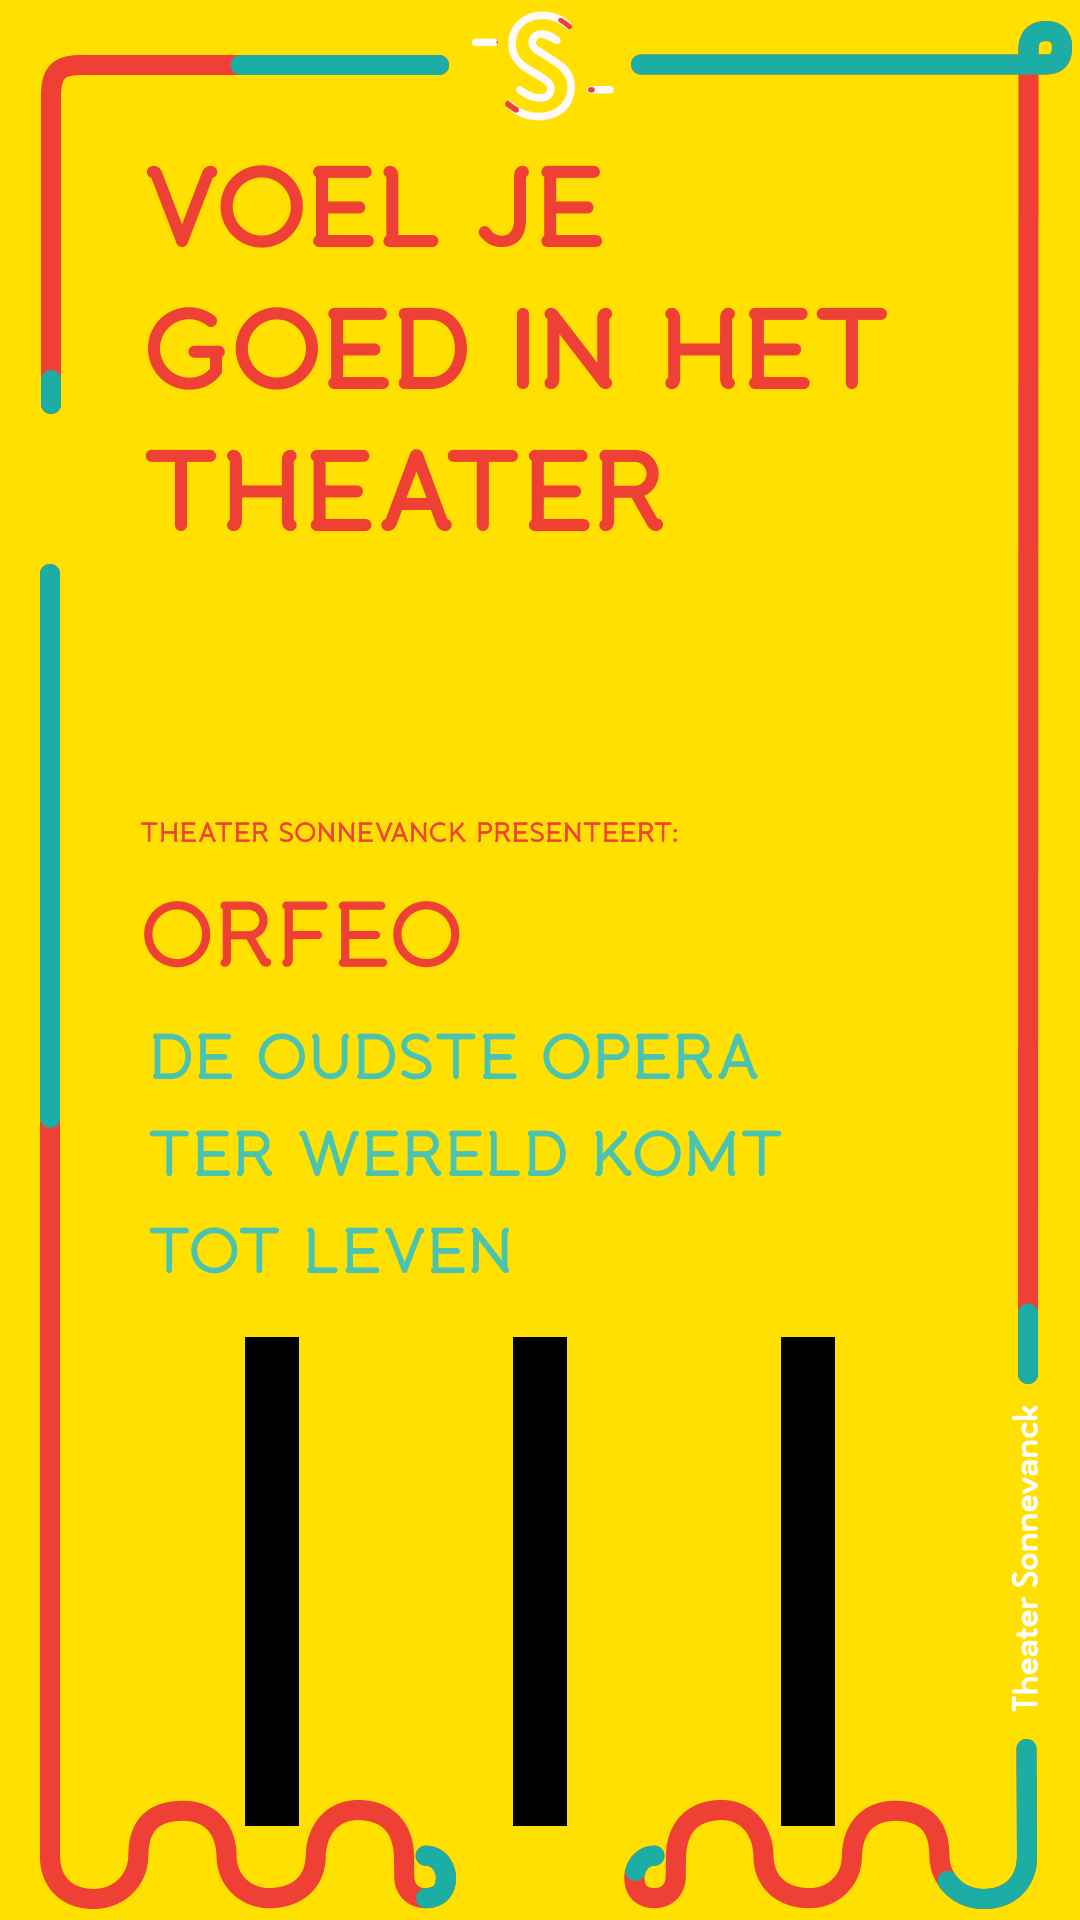 S
VOEL JE
GOED IN HET
THEATER
THEATER SONNEVANCK PRESENTEERT:
ORFEO
DE OUDSTE OPERA
TER WERELD KOMT
TOT LEVEN
Theater Sonnevanck